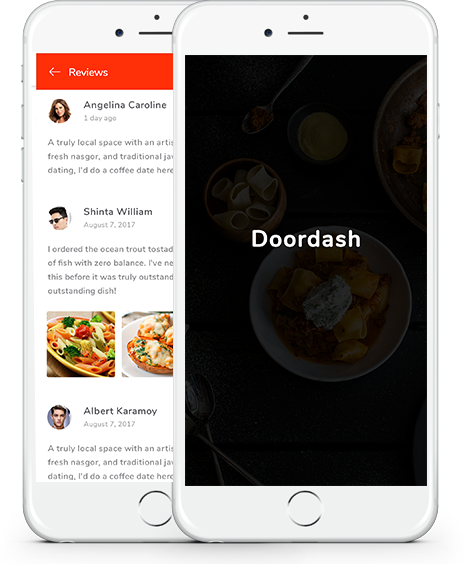 Reviews
Angelina Caroline
1 day ago
A truly local space with an artis
fresh nasgor, and traditional jav
dating, I'd do a coffee date here
Shinta William
August 7, 2017
I ordered the ocean trout tostad
of fish with zero balance. I've ne
this before it was truly outstand
outstanding dish!
Albert Karamoy
August 7, 2017
A truly local space with an artis
fresh nasgor, and traditional jav
dating, I'd do a coffee date here
Doordash